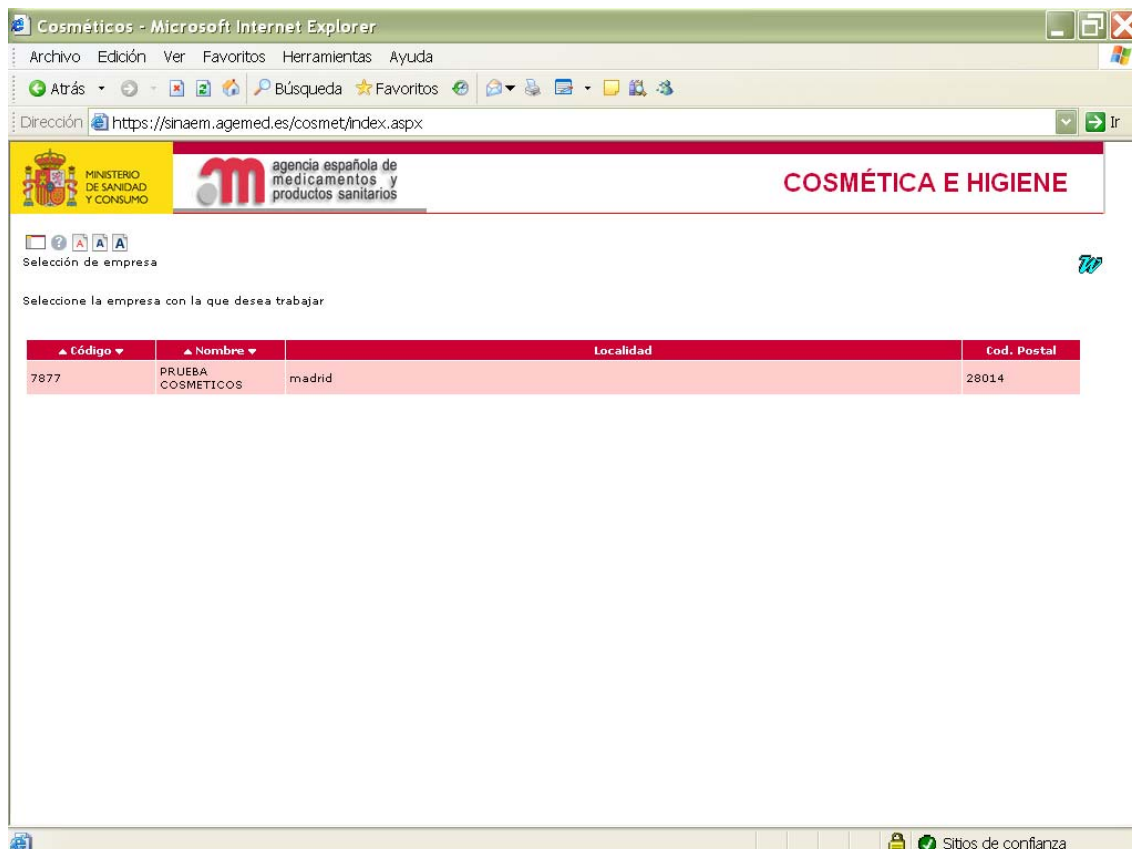 Cosméticos - Microsoft Internet Explorer
Archivo Edición Ver Favoritos Herramientas Ayuda
Atrás Búsqueda Favoritos
Dirección https://sinaem.agemed.es/cosmet/index.aspx Ir
MINISTERIO
DE SANIDAD
Y CONSUMO
agencia española de
medicamentos y
productos sanitarios
COSMÉTICA E HIGIENE
A A A
Selección de empresa
W
Seleccione la empresa con la que desea trabajar
Código Nombre Localidad Cod. Postal
7877 PRUEBA COSMETICOS madrid 28014
Sitios de confianza